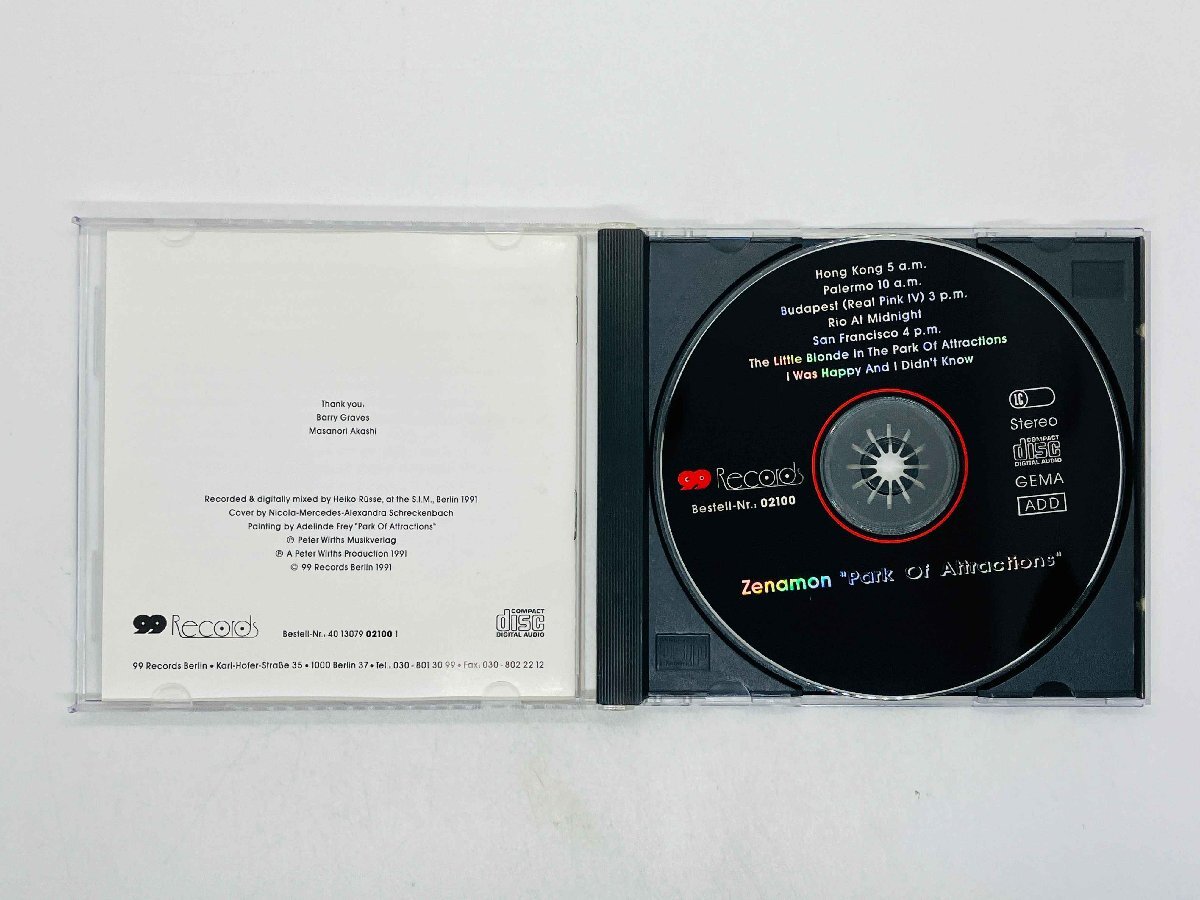 Thank you,
Barry Graves
Masanori Akashi
Recorded & digitally mixed by Heiko Rüsse, at the S.I.M., Berlin 1991
Cover by Nicola-Mercedes-Alexandra Schreckenbach
Painting by Adelinde Frey "Park Of Attractions"
℗ Peter Wirths Musikverlag
℗ A Peter Wirths Production 1991
© 99 Records Berlin 1991
99 Records
Bestell-Nr.: 40 13079 02100 1
COMPACT
disc
DIGITAL AUDIO
99 Records Berlin • Karl-Hofer-Straße 35 • 1000 Berlin 37 • Tel.: 030 - 801 30 99 • Fax: 030 - 802 22 12
Hong Kong 5 a.m.
Palermo 10 a.m.
Budapest (Real Pink IV) 3 p.m.
Rio At Midnight
San Francisco 4 p.m.
The Little Blonde In The Park Of Attractions
I Was Happy And I Didn't Know
LC
Stereo
COMPACT
disc
DIGITAL AUDIO
GEMA
ADD
99 Records
Bestell-Nr.: 02100
Zenamon "Park Of Attractions"